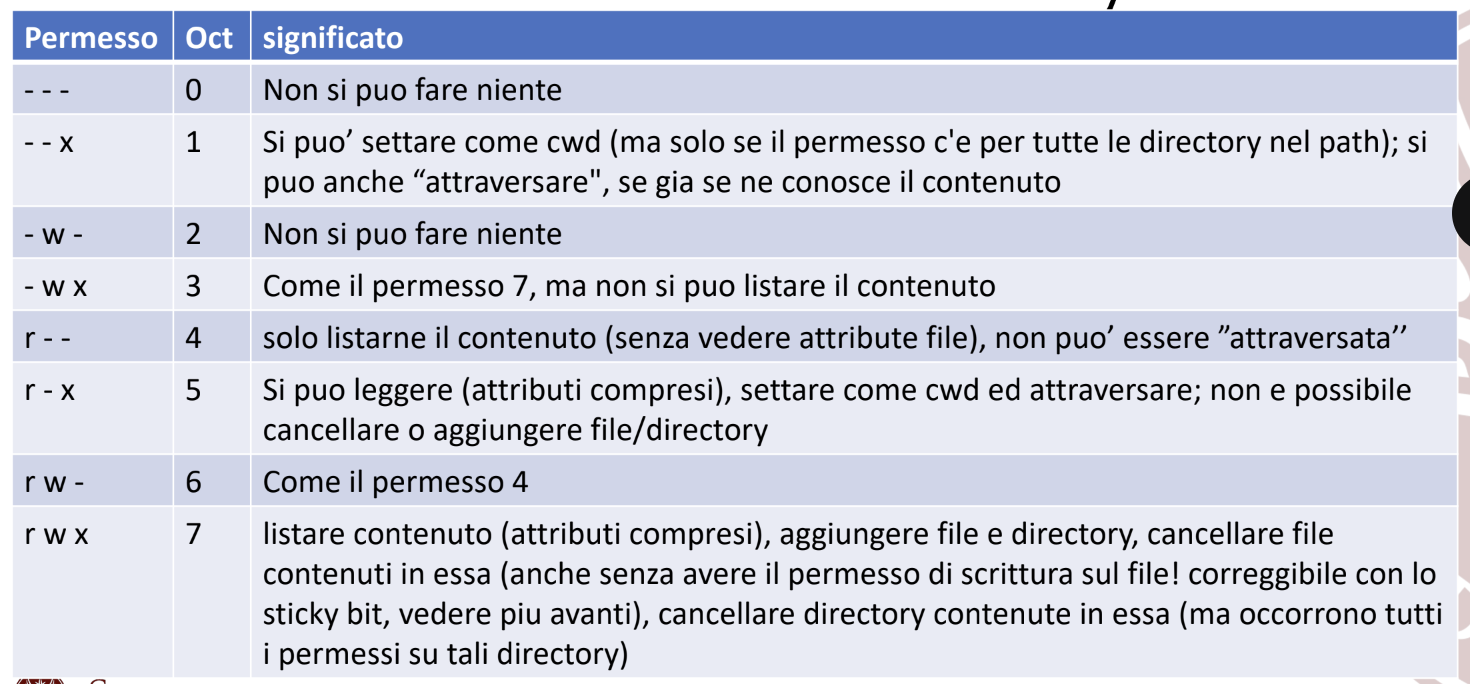 Permesso Oct significato
- - - 0 Non si puo fare niente
- - x 1 Si puo’ settare come cwd (ma solo se il permesso c'e per tutte le directory nel path); si
puo anche “attraversare", se gia se ne conosce il contenuto
- w - 2 Non si puo fare niente
- w x 3 Come il permesso 7, ma non si puo listare il contenuto
r - - 4 solo listarne il contenuto (senza vedere attribute file), non puo’ essere ”attraversata’’
r - x 5 Si puo leggere (attributi compresi), settare come cwd ed attraversare; non e possibile
cancellare o aggiungere file/directory
r w - 6 Come il permesso 4
r w x 7 listare contenuto (attributi compresi), aggiungere file e directory, cancellare file
contenuti in essa (anche senza avere il permesso di scrittura sul file! correggibile con lo
sticky bit, vedere piu avanti), cancellare directory contenute in essa (ma occorrono tutti
i permessi su tali directory)